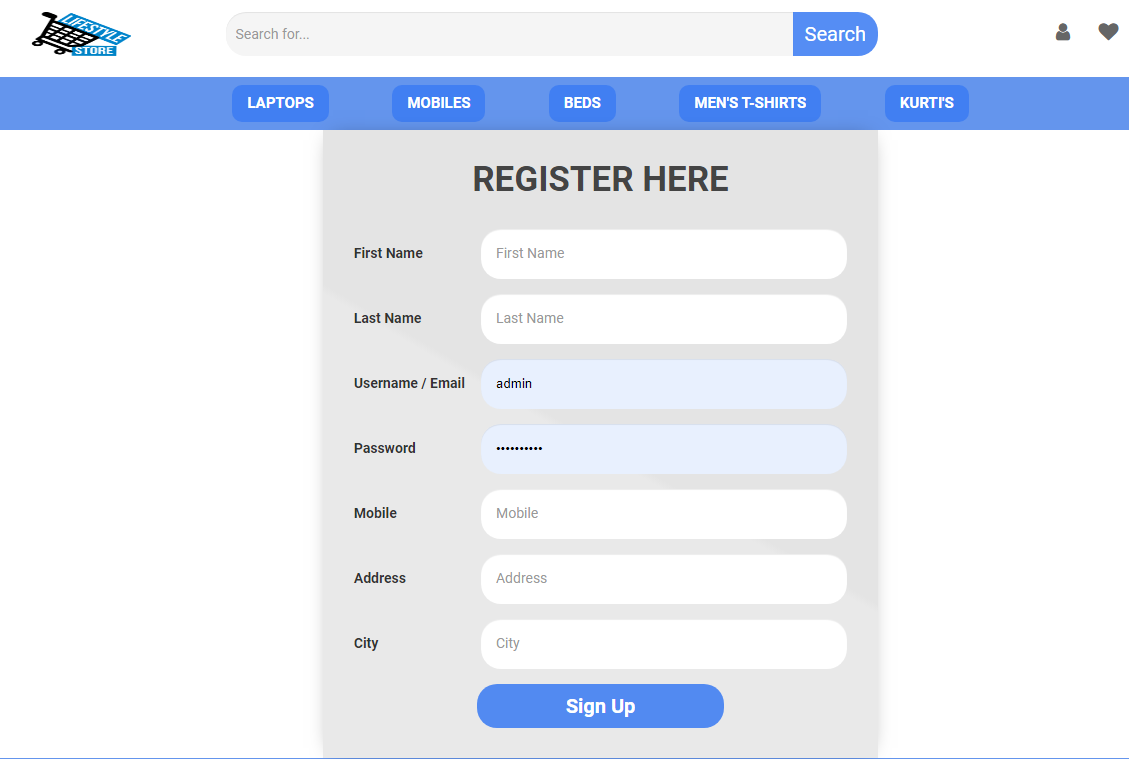 LIFESTYLE
STORE
Search for...
Search
LAPTOPS
MOBILES
BEDS
MEN'S T-SHIRTS
KURTI'S
REGISTER HERE
First Name
First Name
Last Name
Last Name
Username / Email
admin
Password
••••••••••
Mobile
Mobile
Address
Address
City
City
Sign Up